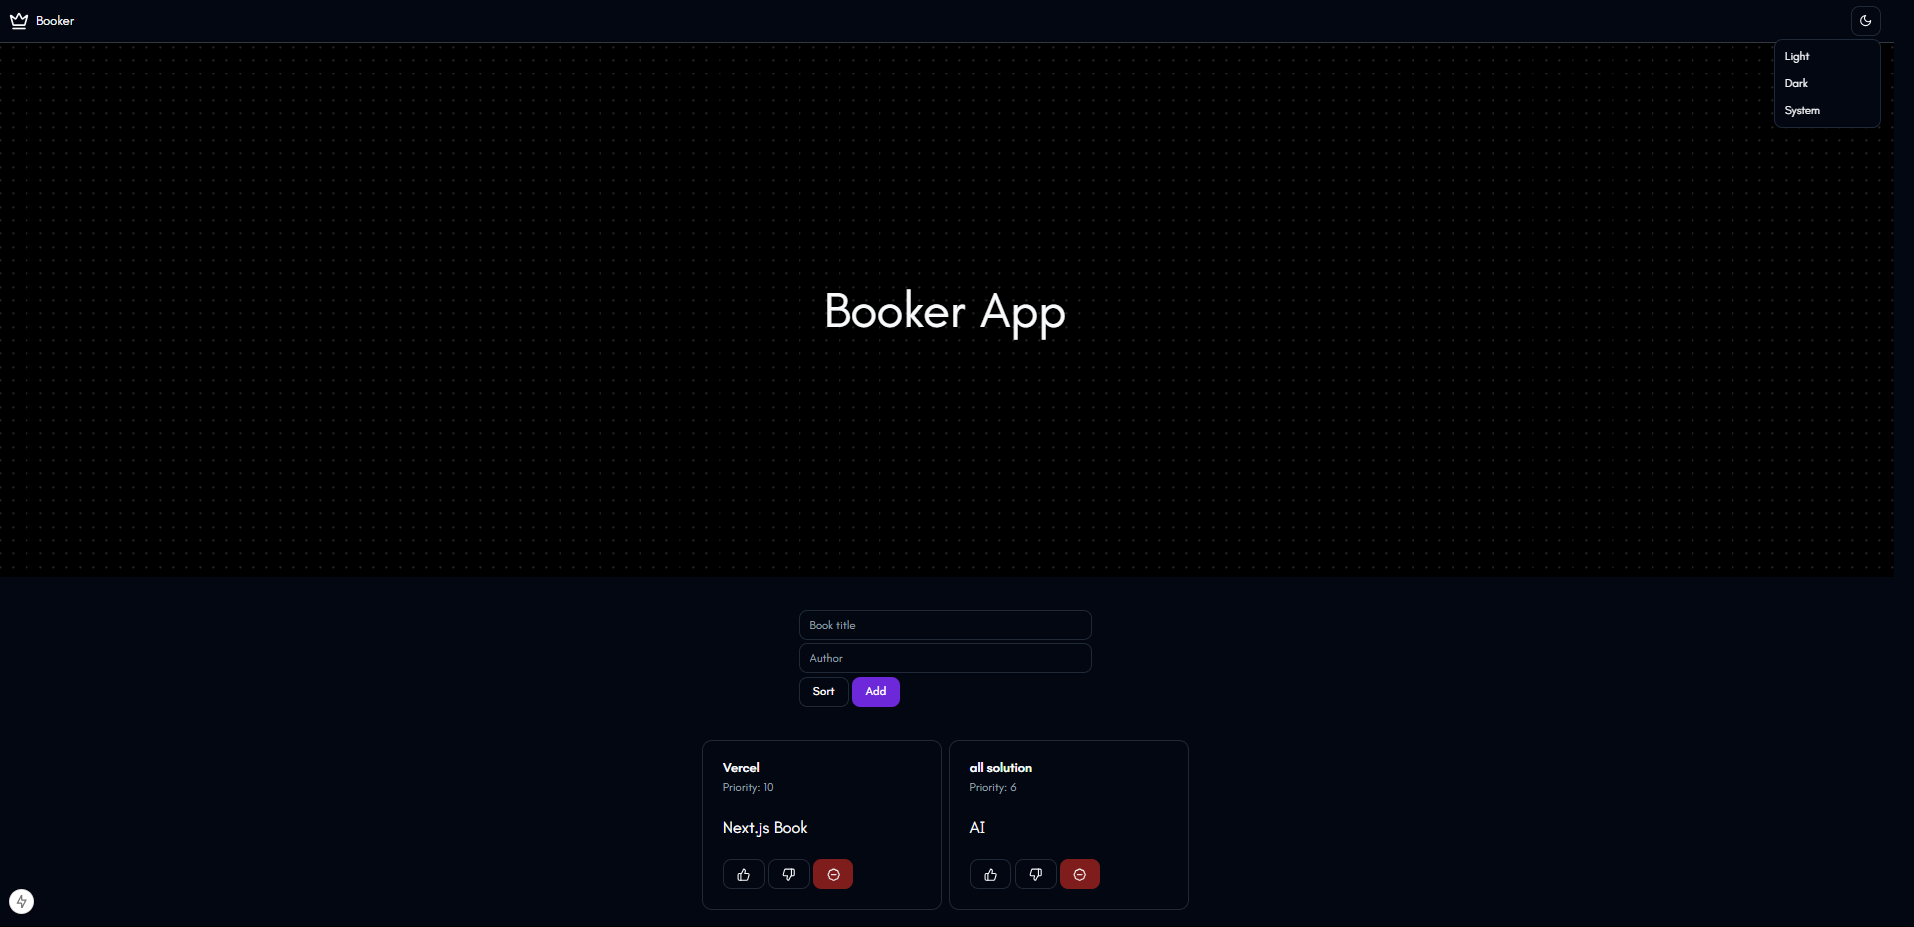 Booker
Light
Dark
System
Booker App
Book title
Author
Sort
Add
Vercel
Priority: 10
Next.js Book
all solution
Priority: 6
AI